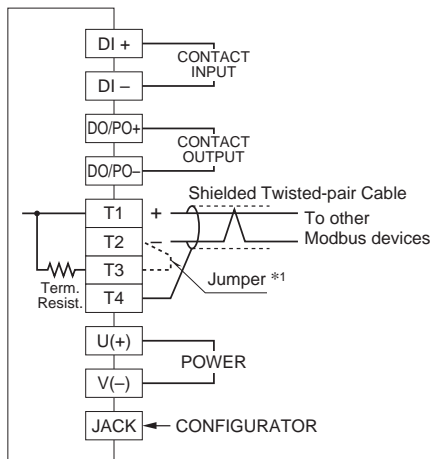 DI +
DI –
CONTACT
INPUT
DO/PO+
DO/PO–
CONTACT
OUTPUT
Shielded Twisted-pair Cable
T1
+
To other
Modbus devices
T2
–
T3
Jumper *1
Term.
Resist.
T4
U(+)
V(–)
POWER
JACK
CONFIGURATOR